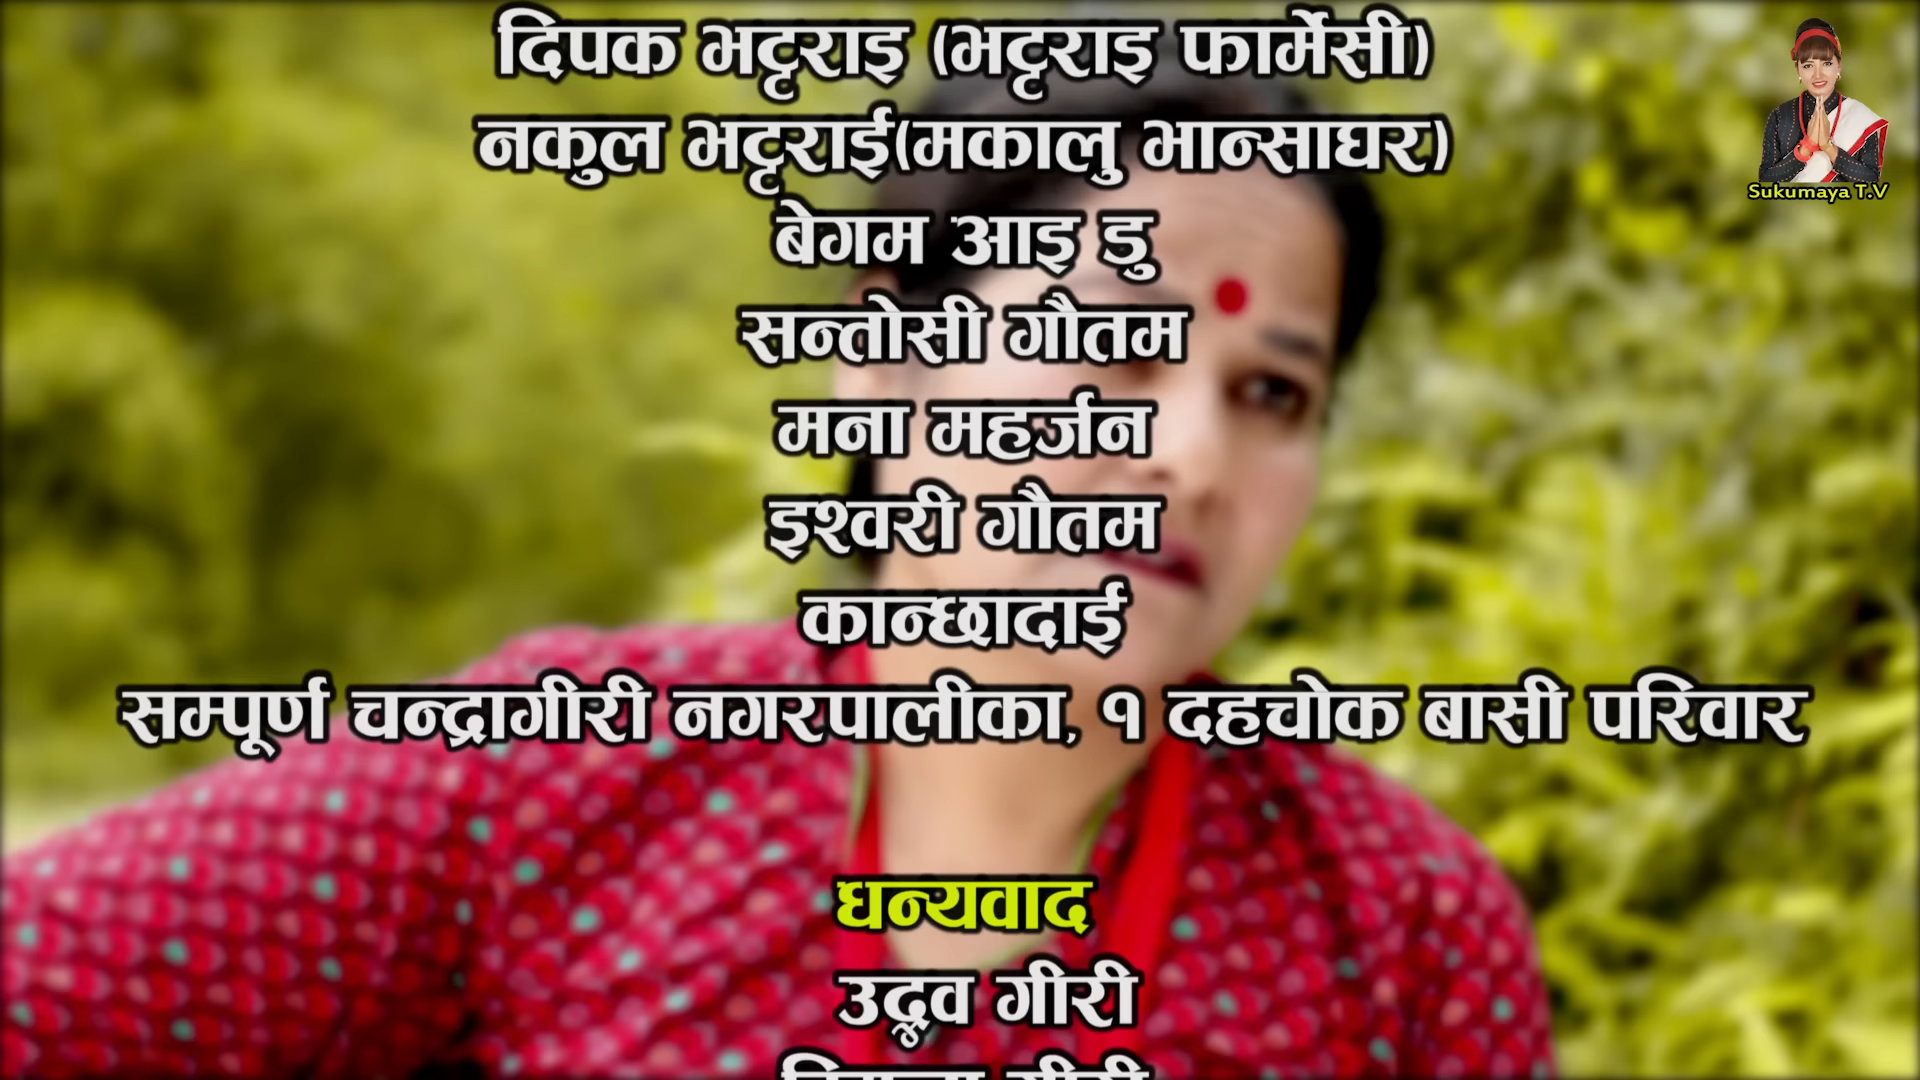 दिपक भट्टराइ (भट्टराइ फार्मेसी)
नकुल भट्टराई(मकालु भान्साघर)
Sukumaya T.V
बेगम आइ डु
सन्तोसी गौतम
मना महर्जन
इश्वरी गौतम
कान्छादाई
सम्पूर्ण चन्द्रागीरी नगरपालीका, १ दहचोक बासी परिवार
धन्यवाद
उद्धव गीरी
गीरी